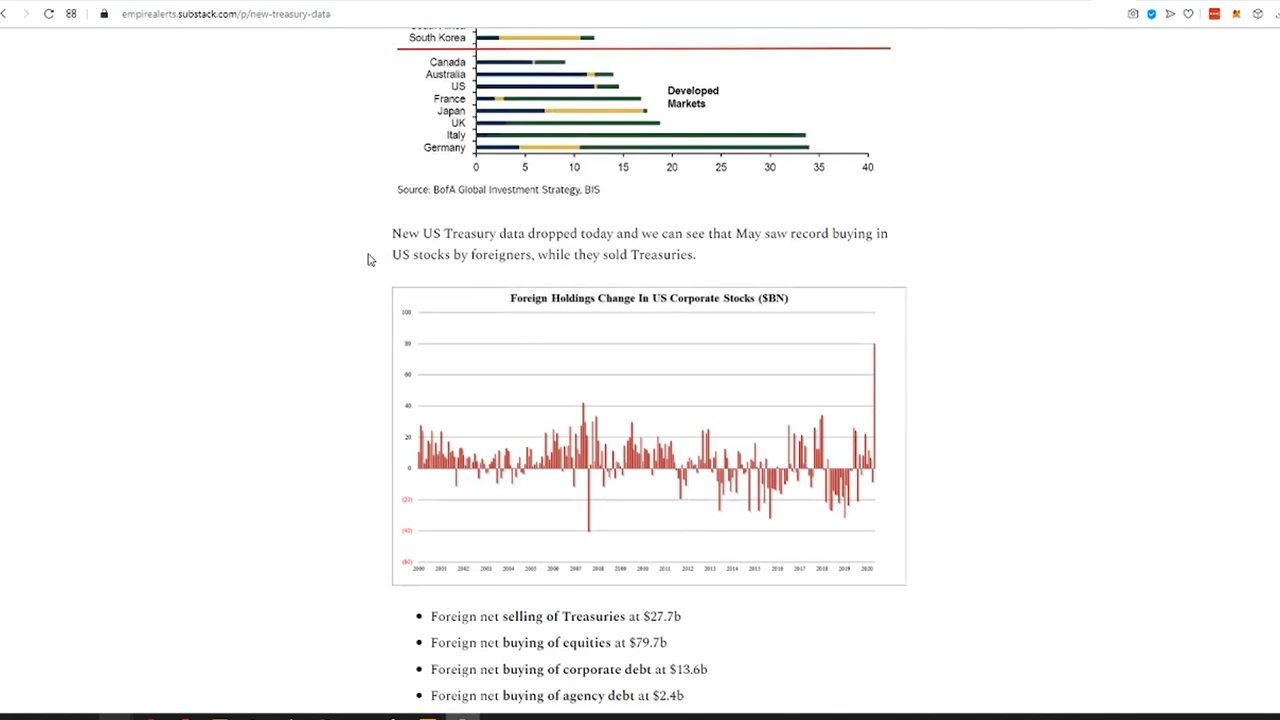 empirealerts.substack.com/p/new-treasury-data
South Korea
Canada
Australia
US
France
Japan
UK
Italy
Germany
Developed
Markets
0 5 10 15 20 25 30 35 40
Source: BofA Global Investment Strategy, BIS
New US Treasury data dropped today and we can see that May saw record buying in
US stocks by foreigners, while they sold Treasuries.
Foreign Holdings Change In US Corporate Stocks ($BN)
100
80
60
40
20
0
(20)
(40)
(60)
2000 2001 2002 2003 2004 2005 2006 2007 2008 2009 2010 2011 2012 2013 2014 2015 2016 2017 2018 2019 2020
• Foreign net selling of Treasuries at $27.7b
• Foreign net buying of equities at $79.7b
• Foreign net buying of corporate debt at $13.6b
• Foreign net buying of agency debt at $2.4b